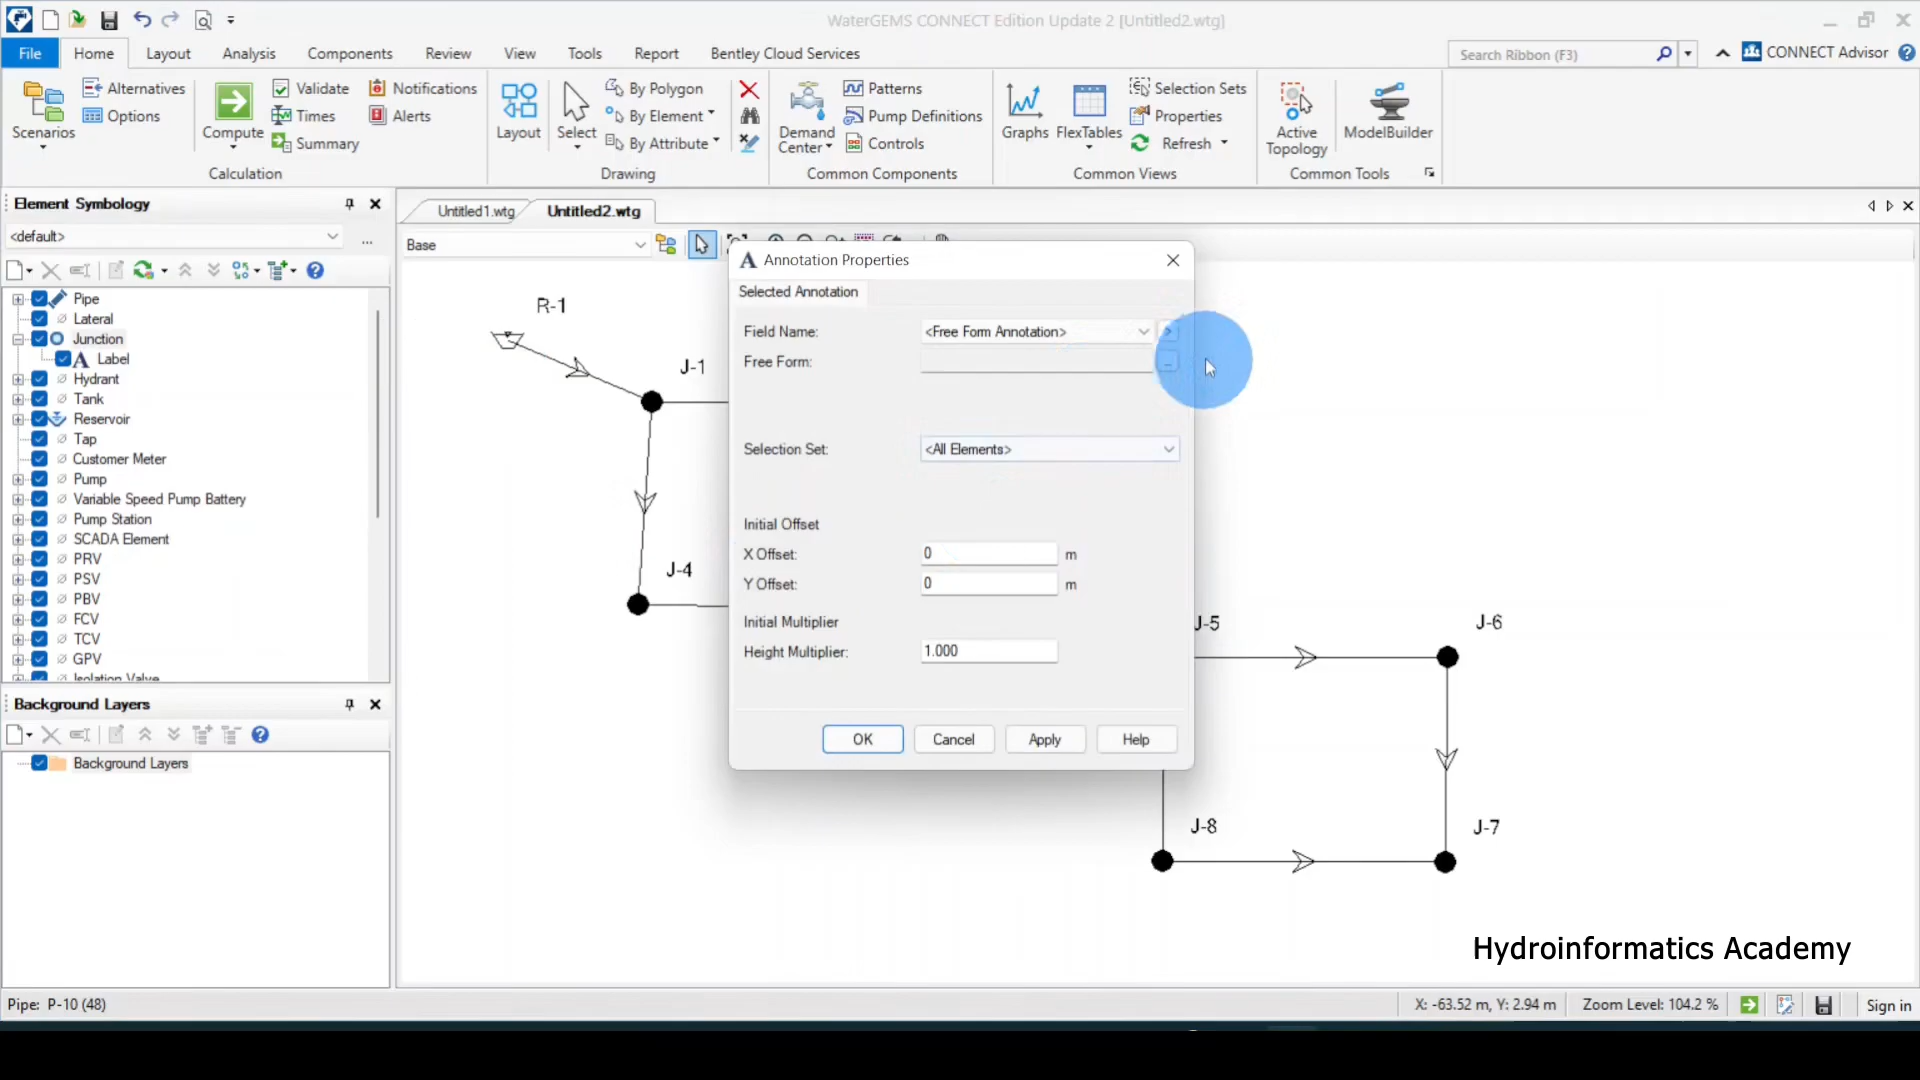 WaterGEMS CONNECT Edition Update 2 [Untitled2.wtg]
File Home Layout Analysis Components Review View Tools Report Bentley Cloud Services Search Ribbon (F3) CONNECT Advisor
Scenarios Alternatives Options
Compute Validate Times Summary Notifications Alerts
Calculation
Layout Select By Polygon By Element By Attribute
Drawing
Demand Center Patterns Pump Definitions Controls
Common Components
Graphs FlexTables Selection Sets Properties Refresh
Common Views
Active Topology ModelBuilder
Common Tools
Element Symbology
<default>
Pipe
Lateral
Junction
Label
Hydrant
Tank
Reservoir
Tap
Customer Meter
Pump
Variable Speed Pump Battery
Pump Station
SCADA Element
PRV
PSV
PBV
FCV
TCV
GPV
Isolation Valve
Background Layers
Background Layers
Untitled1.wtg Untitled2.wtg
Base
R-1
J-1
J-4
J-5
J-6
J-8
J-7
A Annotation Properties
Selected Annotation
Field Name: <Free Form Annotation> >
Free Form: ...
Selection Set: <All Elements>
Initial Offset
X Offset: 0 m
Y Offset: 0 m
Initial Multiplier
Height Multiplier: 1.000
OK Cancel Apply Help
Hydroinformatics Academy
Pipe: P-10 (48) X: -63.52 m, Y: 2.94 m Zoom Level: 104.2 % Sign in